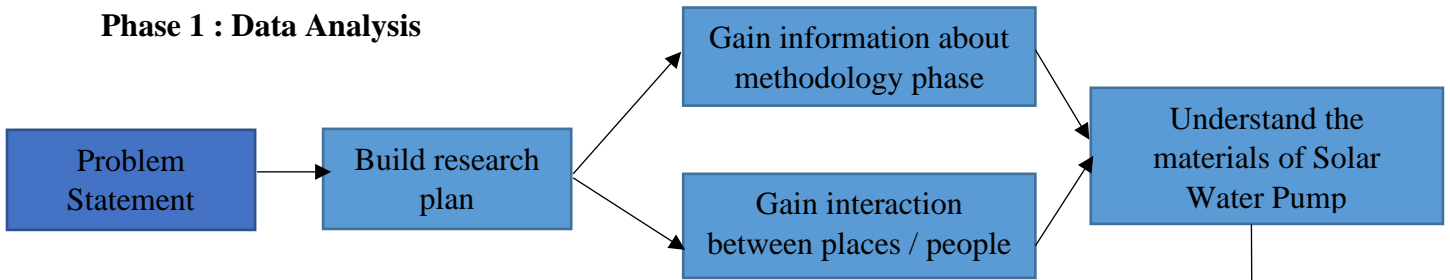 Phase 1 : Data Analysis
Gain information about
methodology phase
Problem
Statement
Build research
plan
Gain interaction
between places / people
Understand the
materials of Solar
Water Pump